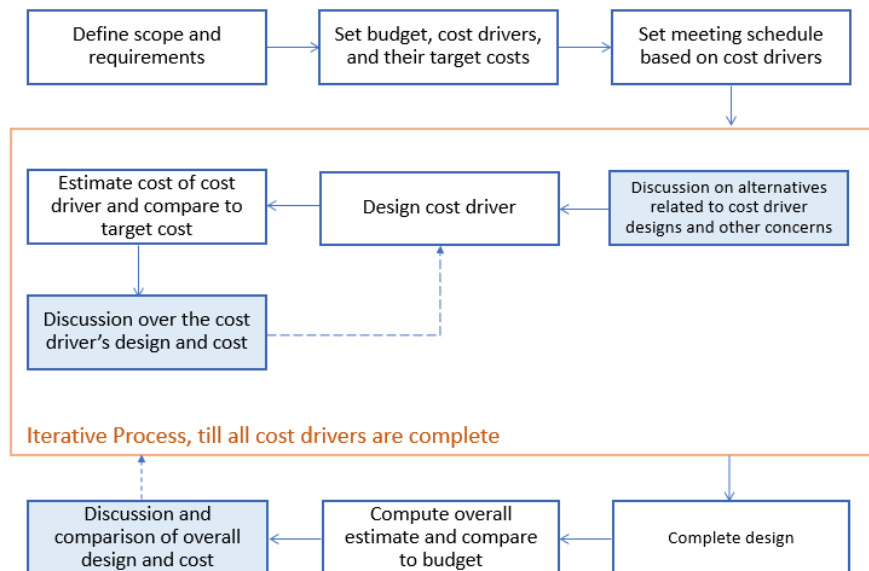 Define scope and
requirements
Set budget, cost drivers,
and their target costs
Set meeting schedule
based on cost drivers
Estimate cost of cost
driver and compare to
target cost
Design cost driver
Discussion on alternatives
related to cost driver
designs and other concerns
Discussion over the cost
driver's design and cost
Iterative Process, till all cost drivers are complete
Discussion and
comparison of overall
design and cost
Compute overall
estimate and compare
to budget
Complete design